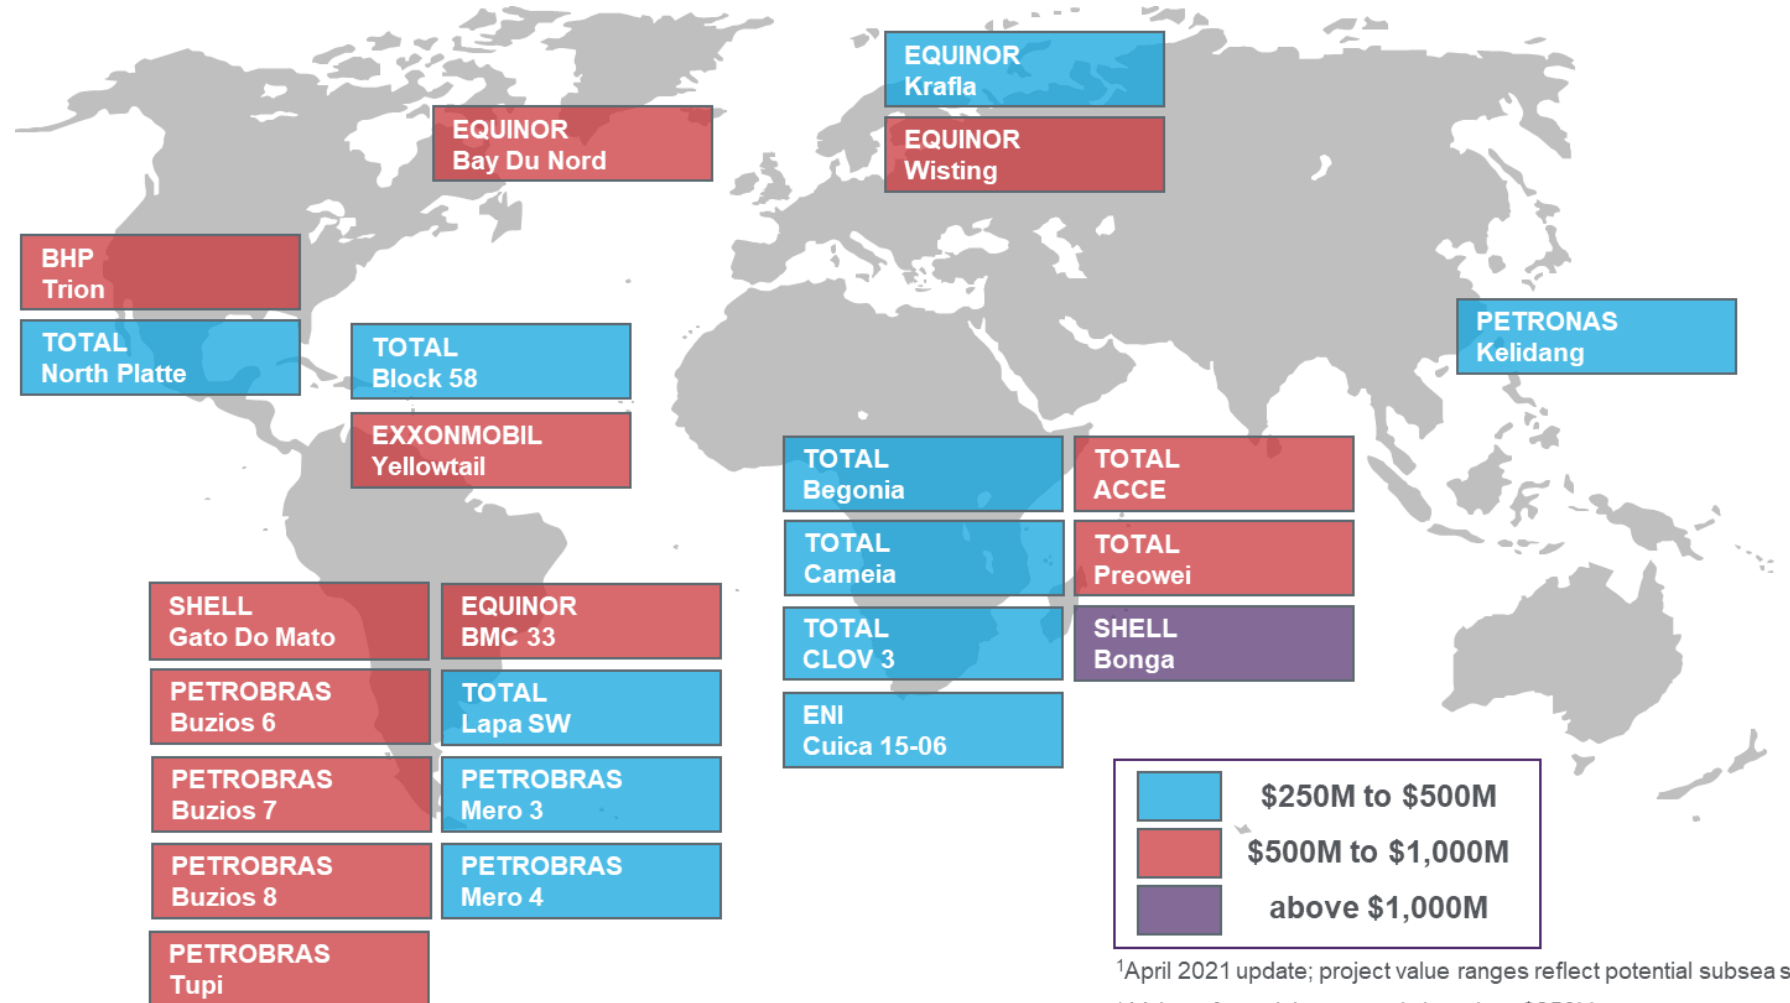 EQUINOR
Krafla
EQUINOR
Bay Du Nord
EQUINOR
Wisting
BHP
Trion
TOTAL
North Platte
TOTAL
Block 58
PETRONAS
Kelidang
EXXONMOBIL
Yellowtail
TOTAL
Begonia
TOTAL
ACCE
TOTAL
Cameia
TOTAL
Preowei
SHELL
Gato Do Mato
EQUINOR
BMC 33
TOTAL
CLOV 3
SHELL
Bonga
PETROBRAS
Buzios 6
TOTAL
Lapa SW
ENI
Cuica 15-06
PETROBRAS
Buzios 7
PETROBRAS
Mero 3
PETROBRAS
Buzios 8
PETROBRAS
Mero 4
PETROBRAS
Tupi
$250M to $500M
$500M to $1,000M
above $1,000M
¹April 2021 update; project value ranges reflect potential subsea